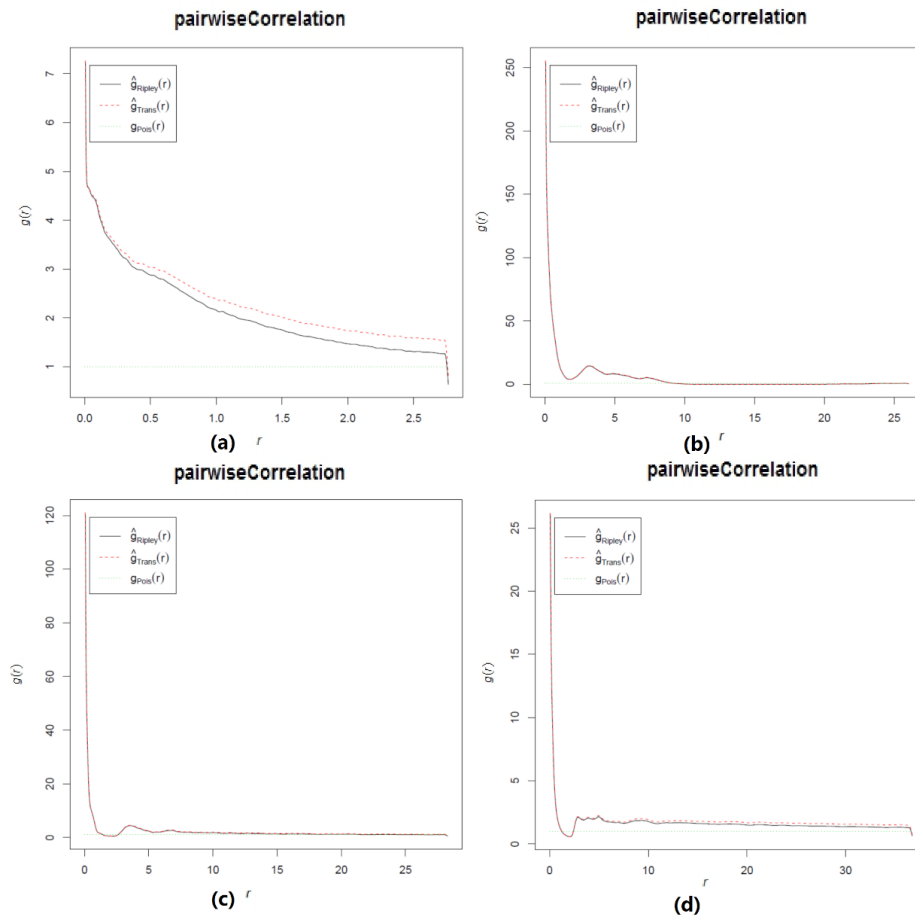 pairwiseCorrelation
ĝRipley(r)
ĝTrans(r)
gPois(r)
g(r)
7
6
5
4
3
2
1
0.0 0.5 1.0 1.5 2.0 2.5
(a) r
pairwiseCorrelation
ĝRipley(r)
ĝTrans(r)
gPois(r)
g(r)
250
200
150
100
50
0
0 5 10 15 20 25
(b) r
pairwiseCorrelation
ĝRipley(r)
ĝTrans(r)
gPois(r)
g(r)
120
100
80
60
40
20
0
0 5 10 15 20 25
(c) r
pairwiseCorrelation
ĝRipley(r)
ĝTrans(r)
gPois(r)
g(r)
25
20
15
10
5
0
0 10 20 30
(d) r